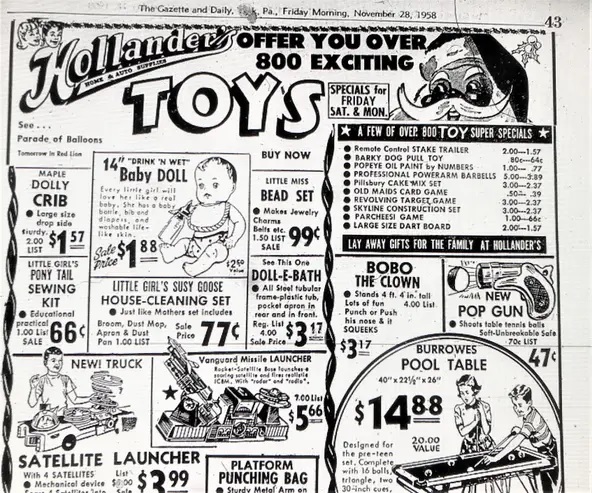 The Gazette and Daily, York, Pa., Friday Morning, November 28, 1958
43
Hollander's
HOME & AUTO SUPPLIES
OFFER YOU OVER
800 EXCITING
TOYS
SPECIALS for
FRIDAY
SAT. & MON.
See ...
Parade of Balloons
Tomorrow in Red Lion
MAPLE
DOLLY
CRIB
● Large size
drop side
sturdy.
2.00
LIST
$1.57
LITTLE GIRL'S
PONY TAIL
SEWING
KIT
● Educational
practical
1.00 LIST
SALE
66¢
14" "DRINK 'N WET"
Baby DOLL
Every little girl will
love her like a real
baby. She has a baby
bottle, bib and
diapers, and
washable life-
like skin.
Sale Price
$1.88
$2.50
Value
LITTLE GIRL'S SUSY GOOSE
HOUSE-CLEANING SET
● Just like Mothers set includes
Broom, Dust Mop,
Apron & Dust
Pan 1.00 LIST
Sale
Price
77¢
BUY NOW
LITTLE MISS
BEAD SET
● Makes Jewelry
Charms
Belts etc.
1.50 LIST
SALE
99¢
See This One
DOLL-E-BATH
● All Steel tubular
frame-plastic tub,
pocket apron in
rear and in front.
Reg. List
4.00
Sale Price
$3.17
★ A FEW OF OVER 800 TOY SUPER SPECIALS ★
● Remote Control STAKE TRAILER 2.00—1.57
● BARKY DOG PULL TOY 80c—64c
● POPEYE OIL PAINT by NUMBERS 1.00—.77
● PROFESSIONAL POWERARM BARBELLS 5.00—3.89
● Pillsbury CAKE MIX SET 3.00—2.37
● OLD MAIDS CARD GAME .50—.39
● REVOLVING TARGET GAME 3.00—2.37
● SKYLINE CONSTRUCTION SET 3.00—2.37
● PARCHEESI GAME 1.00—66c
● LARGE SIZE DART BOARD 2.00—1.57
LAY AWAY GIFTS FOR THE FAMILY AT HOLLANDER'S
BOBO
THE CLOWN
● Stands 4 ft. 4 in. tall
Lots of fun 4.00 List
Punch or Push
his nose & it
SQUEEKS
$3.17
NEW
POP GUN
● Shoots table tennis balls
Soft-Unbreakable Safe
70c LIST
47¢
NEW! TRUCK
SATELLITE LAUNCHER
With 4 SATELLITES
● Mechanical device
List
Sale
$3.99
Vanguard Missile LAUNCHER
Rocket-Satellite Base launches a
soaring satellite and fires realistic
ICBM, With "radar" and "radio".
★
7.00 List
$5.66
PLATFORM
PUNCHING BAG
● Sturdy Metal Arm on
BURROWES
POOL TABLE
40" x 22½" x 26"
$14.88
20.00
VALUE
Designed for
the pre-teen
set. Complete
with 16 balls,
triangle, two
30-inch cues,